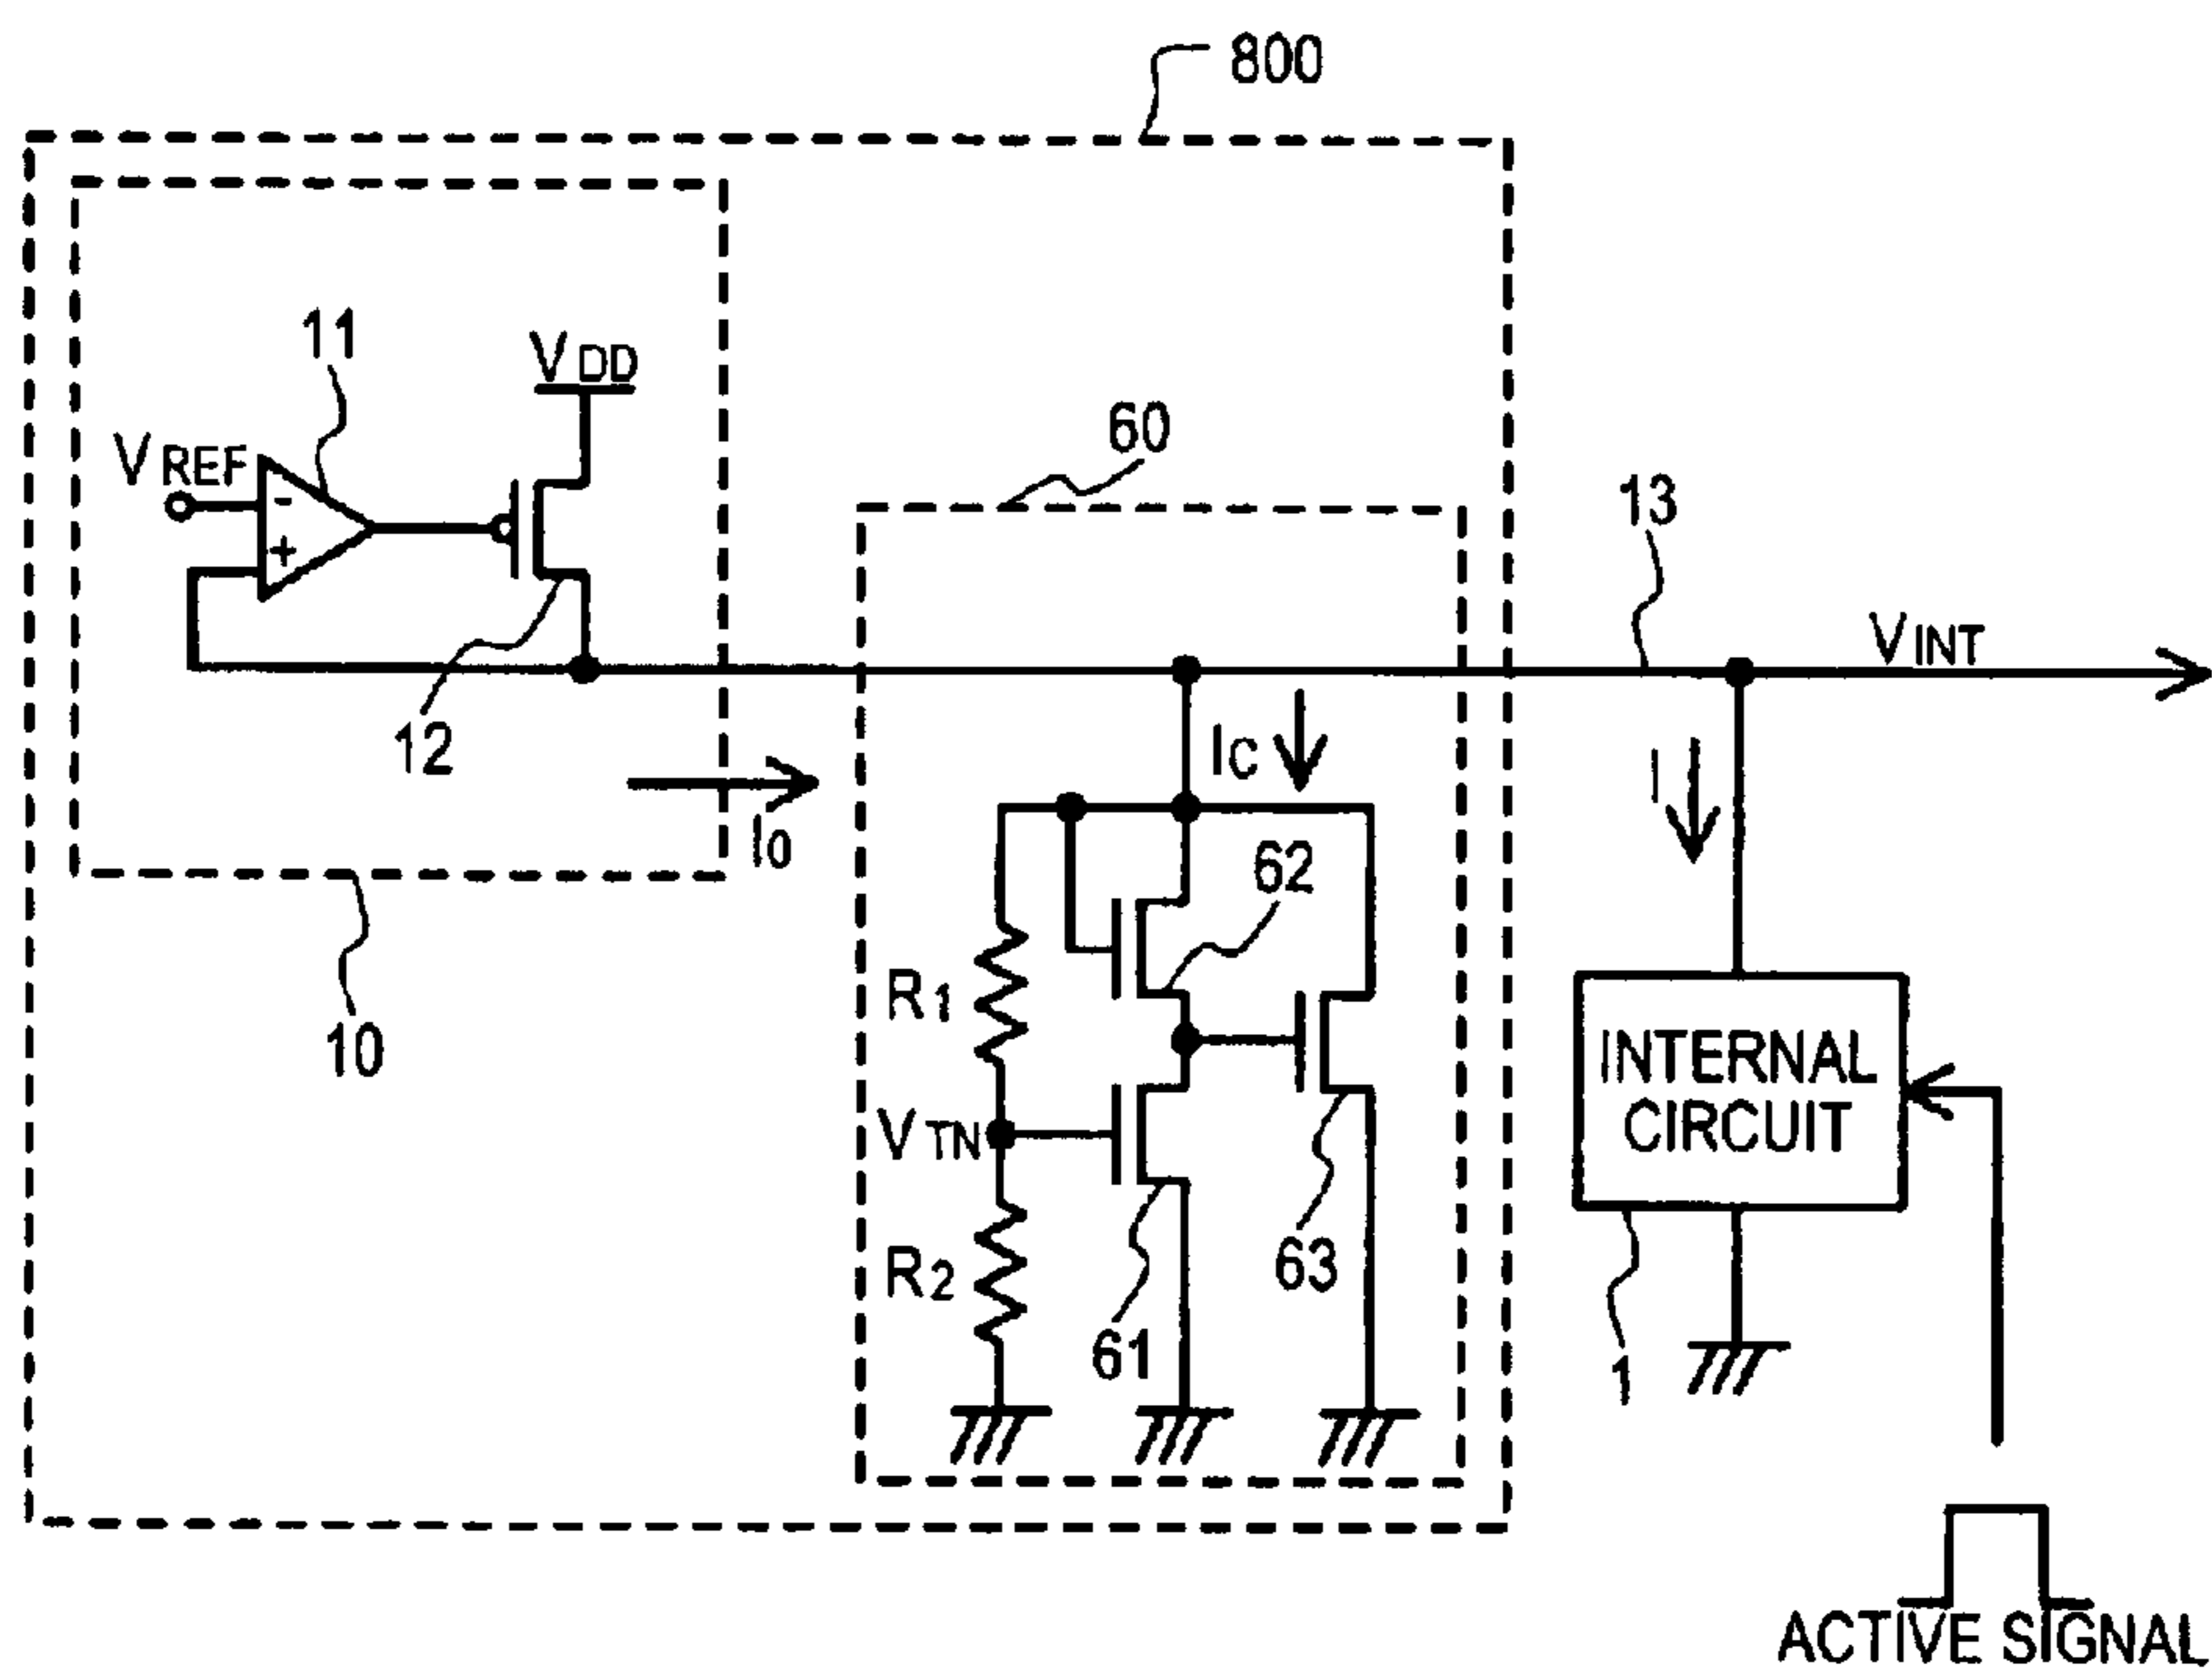 800
11
VDD
VREF
-
+
60
13
VINT
12
IC
I
I0
62
R1
10
INTERNAL
CIRCUIT
VTN
R2
63
61
1
ACTIVE SIGNAL